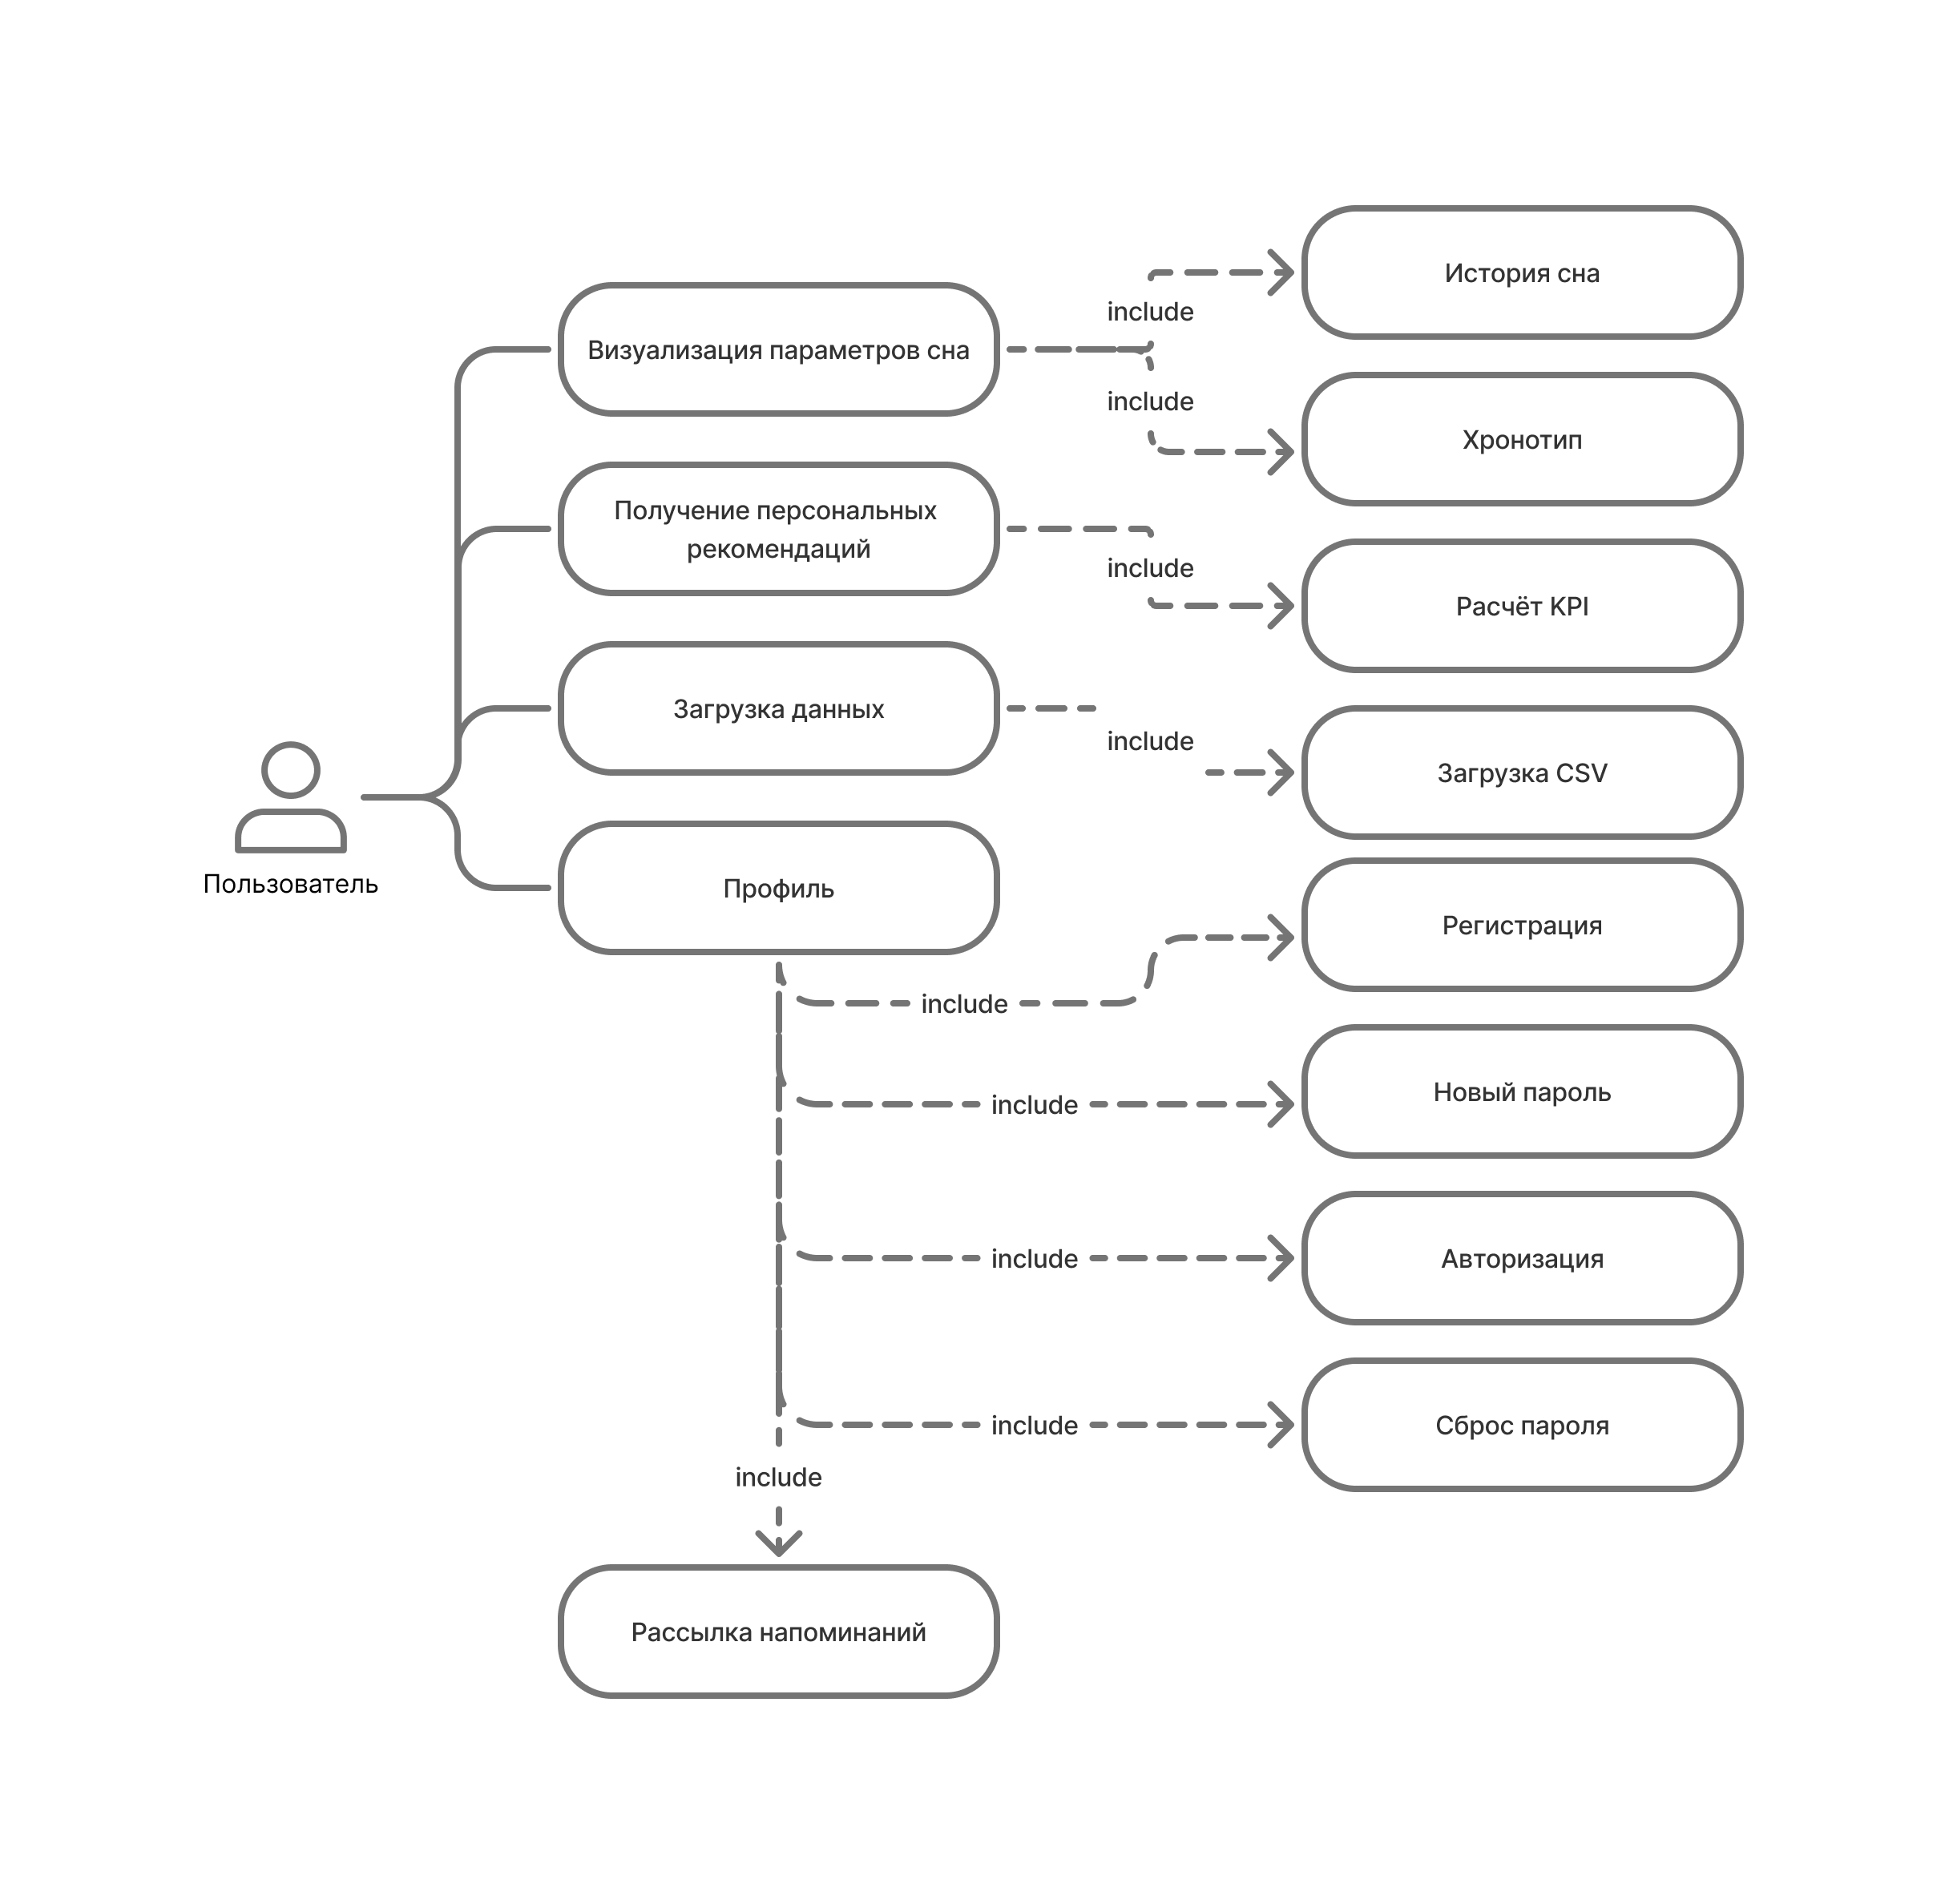 История сна
include
Визуализация параметров сна
include
Хронотип
Получение персональных
рекомендаций
include
Расчёт KPI
Загрузка данных
include
Загрузка CSV
Пользователь
Профиль
Регистрация
include
Новый пароль
include
Авторизация
include
Сброс пароля
include
include
Рассылка напоминаний